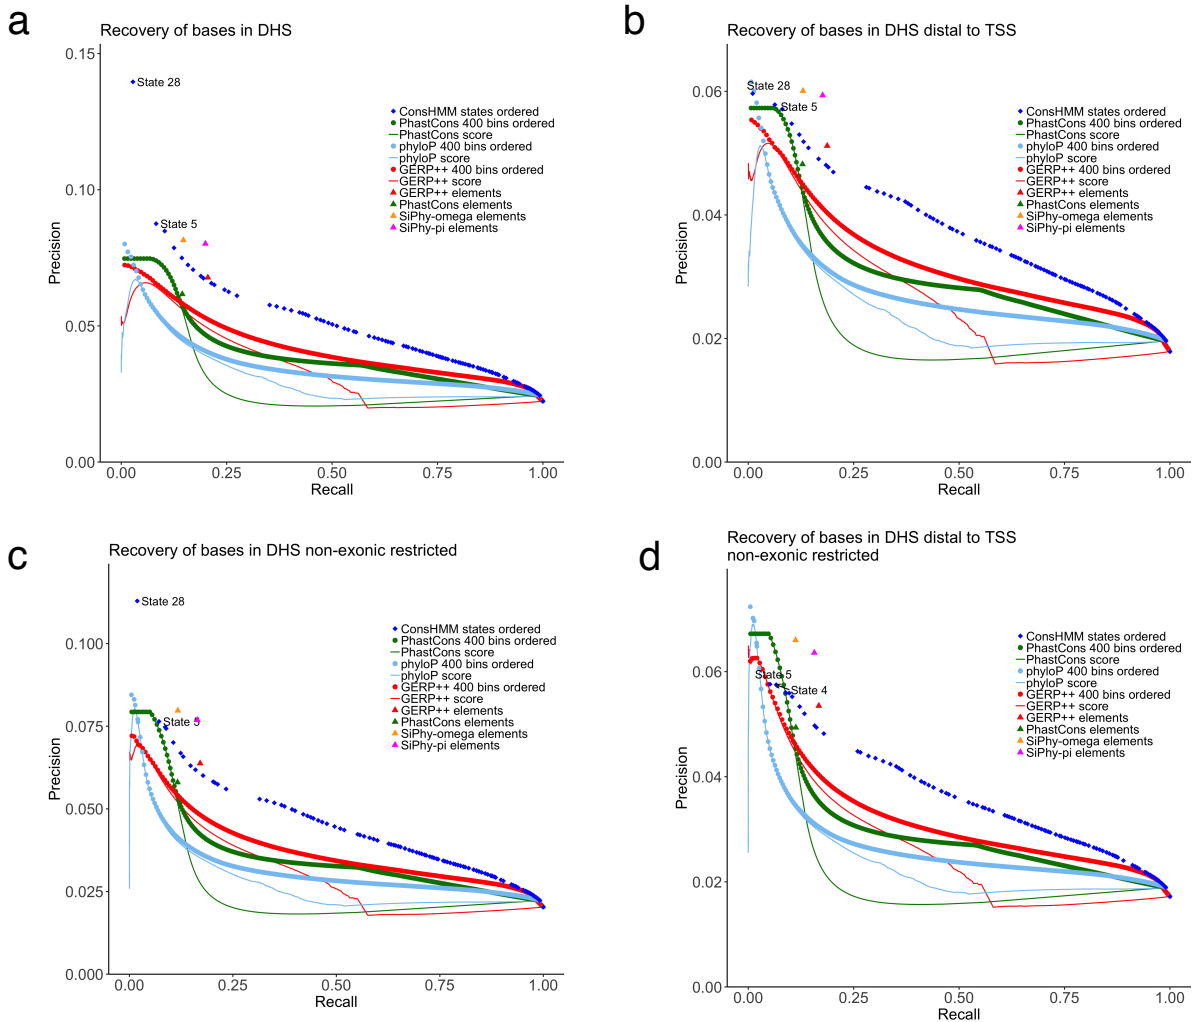 a
Recovery of bases in DHS
0.15
0.10
0.05
0.00
Precision
State 28
State 5
ConsHMM states ordered
PhastCons 400 bins ordered
PhastCons score
phyloP 400 bins ordered
phyloP score
GERP++ 400 bins ordered
GERP++ score
GERP++ elements
PhastCons elements
SiPhy-omega elements
SiPhy-pi elements
0.00 0.25 0.50 0.75 1.00
Recall
b
Recovery of bases in DHS distal to TSS
0.06
0.04
0.02
0.00
Precision
State 28
State 5
ConsHMM states ordered
PhastCons 400 bins ordered
PhastCons score
phyloP 400 bins ordered
phyloP score
GERP++ 400 bins ordered
GERP++ score
GERP++ elements
PhastCons elements
SiPhy-omega elements
SiPhy-pi elements
0.00 0.25 0.50 0.75 1.00
Recall
c
Recovery of bases in DHS non-exonic restricted
0.100
0.075
0.050
0.025
0.000
Precision
State 28
State 5
ConsHMM states ordered
PhastCons 400 bins ordered
PhastCons score
phyloP 400 bins ordered
phyloP score
GERP++ 400 bins ordered
GERP++ score
GERP++ elements
PhastCons elements
SiPhy-omega elements
SiPhy-pi elements
0.00 0.25 0.50 0.75 1.00
Recall
d
Recovery of bases in DHS distal to TSS
non-exonic restricted
0.06
0.04
0.02
0.00
Precision
State 5
State 4
ConsHMM states ordered
PhastCons 400 bins ordered
PhastCons score
phyloP 400 bins ordered
phyloP score
GERP++ 400 bins ordered
GERP++ score
GERP++ elements
PhastCons elements
SiPhy-omega elements
SiPhy-pi elements
0.00 0.25 0.50 0.75 1.00
Recall